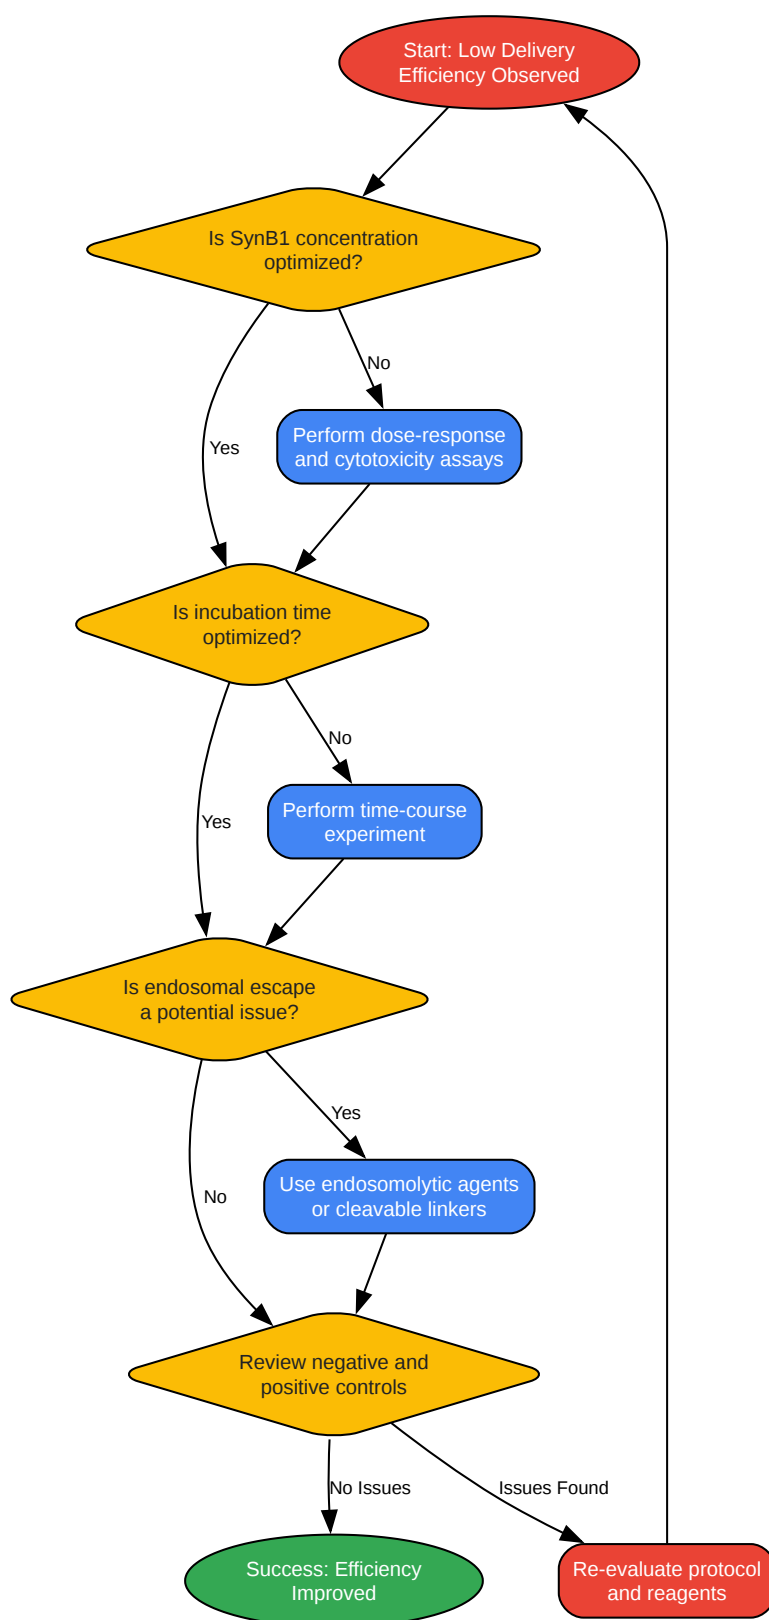 Start: Low Delivery
Efficiency Observed
Is SynB1 concentration
optimized?
No
Yes
Perform dose-response
and cytotoxicity assays
Is incubation time
optimized?
No
Yes
Perform time-course
experiment
Is endosomal escape
a potential issue?
Yes
No
Use endosomolytic agents
or cleavable linkers
Review negative and
positive controls
No Issues
Issues Found
Success: Efficiency
Improved
Re-evaluate protocol
and reagents